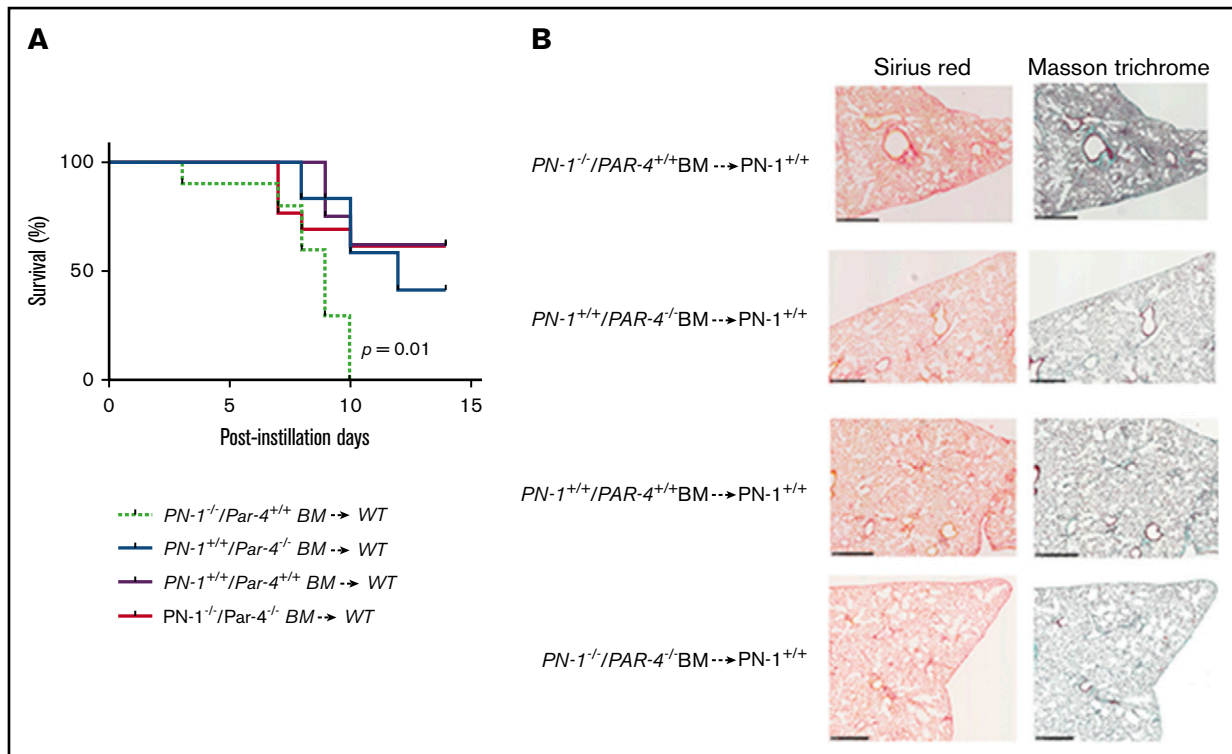 A
Survival (%)
100
50
0
p = 0.01
0 5 10 15
Post-instillation days
PN-1-/-/Par-4+/+ BM ⇢ WT
PN-1+/+/Par-4-/- BM ⇢ WT
PN-1+/+/Par-4+/+ BM ⇢ WT
PN-1-/-/Par-4-/- BM ⇢ WT
B
Sirius red Masson trichrome
PN-1-/-/PAR-4+/+BM ⇢ PN-1+/+
PN-1+/+/PAR-4-/-BM ⇢ PN-1+/+
PN-1+/+/PAR-4+/+BM ⇢ PN-1+/+
PN-1-/-/PAR-4-/-BM ⇢ PN-1+/+